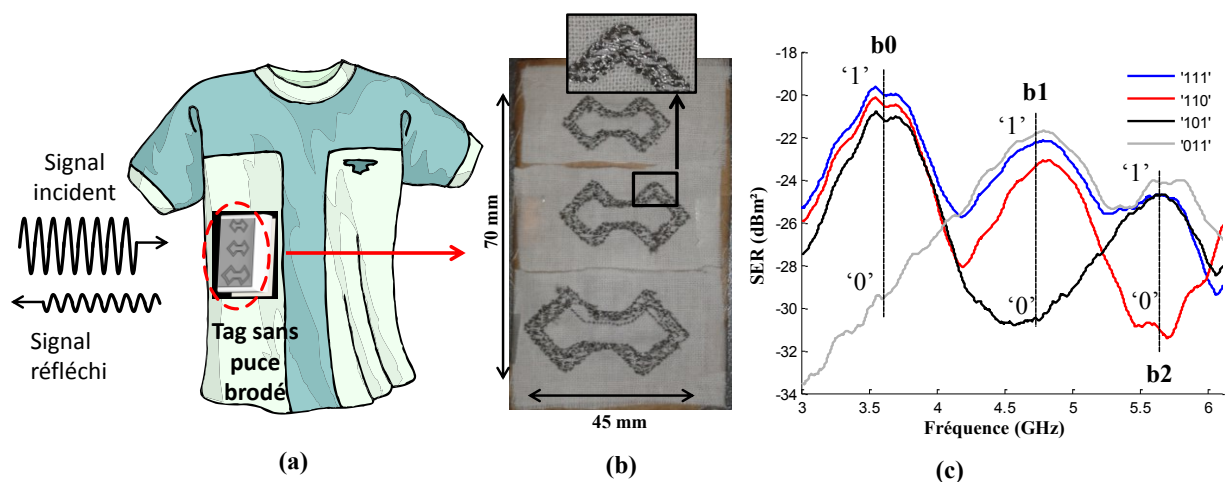 Signal
incident
Signal
réfléchi
Tag sans
puce
brodé
(a)
70 mm
45 mm
(b)
SER (dBm²)
-18
-20
-22
-24
-26
-28
-30
-32
-34
3
3.5
4
4.5
5
5.5
6
Fréquence (GHz)
b0
b1
b2
‘1’
‘1’
‘1’
‘0’
‘0’
‘0’
'111'
'110'
'101'
'011'
(c)